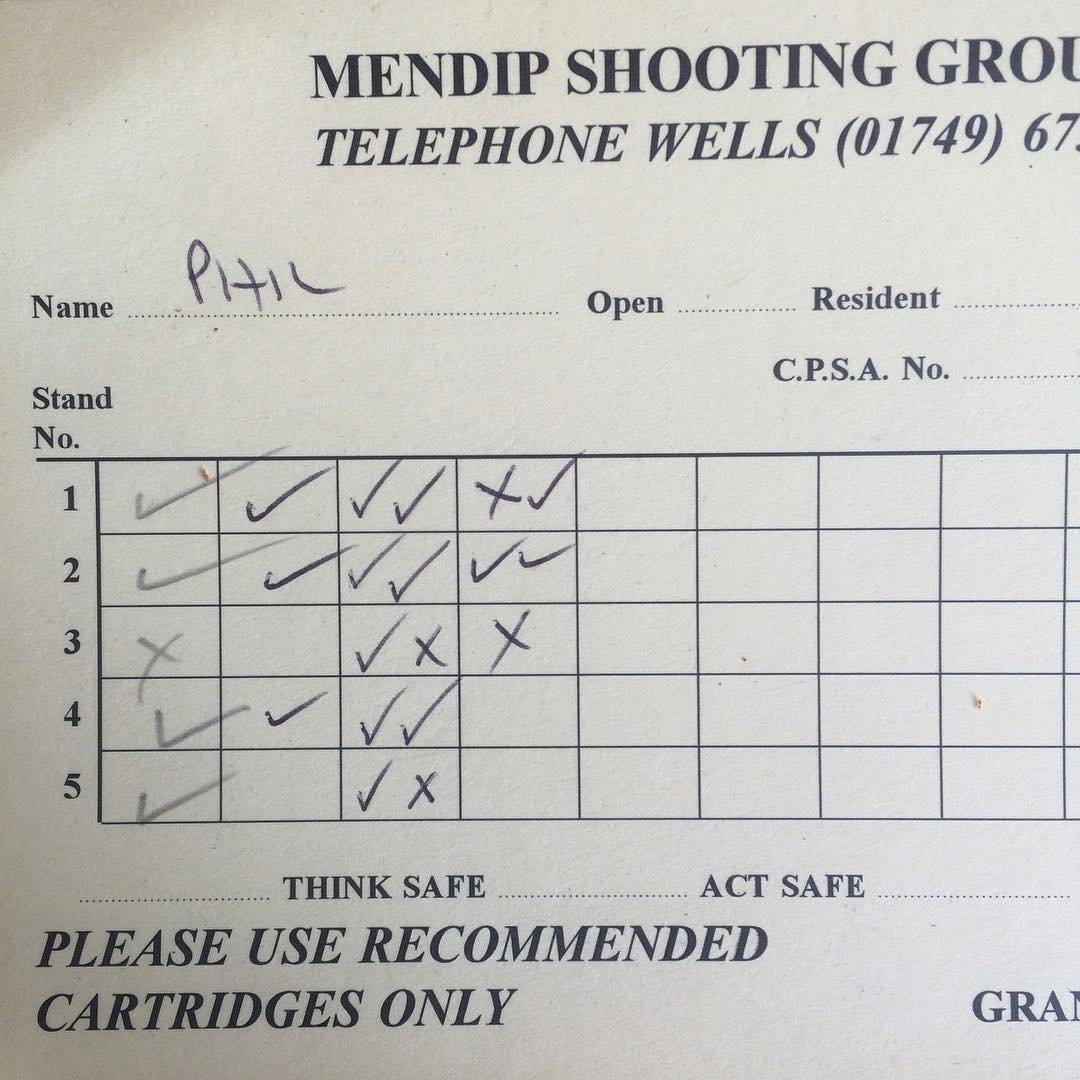 MENDIP SHOOTING GROU
TELEPHONE WELLS (01749) 67
Name PHIL Open Resident
C.P.S.A. No.
Stand
No.
1 ✓ ✓ ✓✓ X✓
2 ✓ ✓ ✓✓ ✓✓
3 X ✓X X
4 ✓ ✓ ✓✓
5 ✓ ✓X
THINK SAFE ACT SAFE
PLEASE USE RECOMMENDED
CARTRIDGES ONLY
GRAN